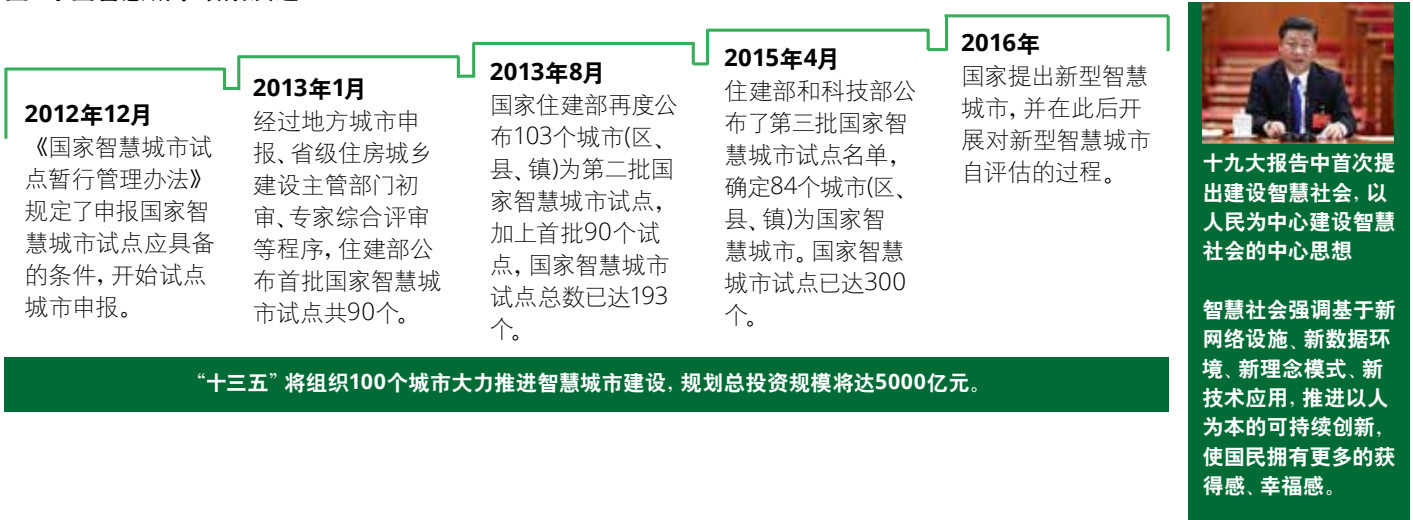 2012年12月
《国家智慧城市试
点暂行管理办法》
规定了申报国家智
慧城市试点应具备
的条件，开始试点
城市申报。
2013年1月
经过地方城市申
报、省级住房城乡
建设主管部门初
审、专家综合评审
等程序，住建部公
布首批国家智慧城
市试点共90个。
2013年8月
国家住建部再度公
布103个城市(区、
县、镇)为第二批国
家智慧城市试点，
加上首批90个试
点，国家智慧城市
试点总数已达193
个。
2015年4月
住建部和科技部公
布了第三批国家智
慧城市试点名单，
确定84个城市(区、
县、镇)为国家智
慧城市。国家智慧
城市试点已达300
个。
2016年
国家提出新型智慧
城市，并在此后开
展对新型智慧城市
自评估的过程。
“十三五”将组织100个城市大力推进智慧城市建设，规划总投资规模将达5000亿元。
十九大报告中首次提
出建设智慧社会，以
人民为中心建设智慧
社会的中心思想
智慧社会强调基于新
网络设施、新数据环
境、新理念模式、新
技术应用，推进以人
为本的可持续创新，
使国民拥有更多的获
得感、幸福感。